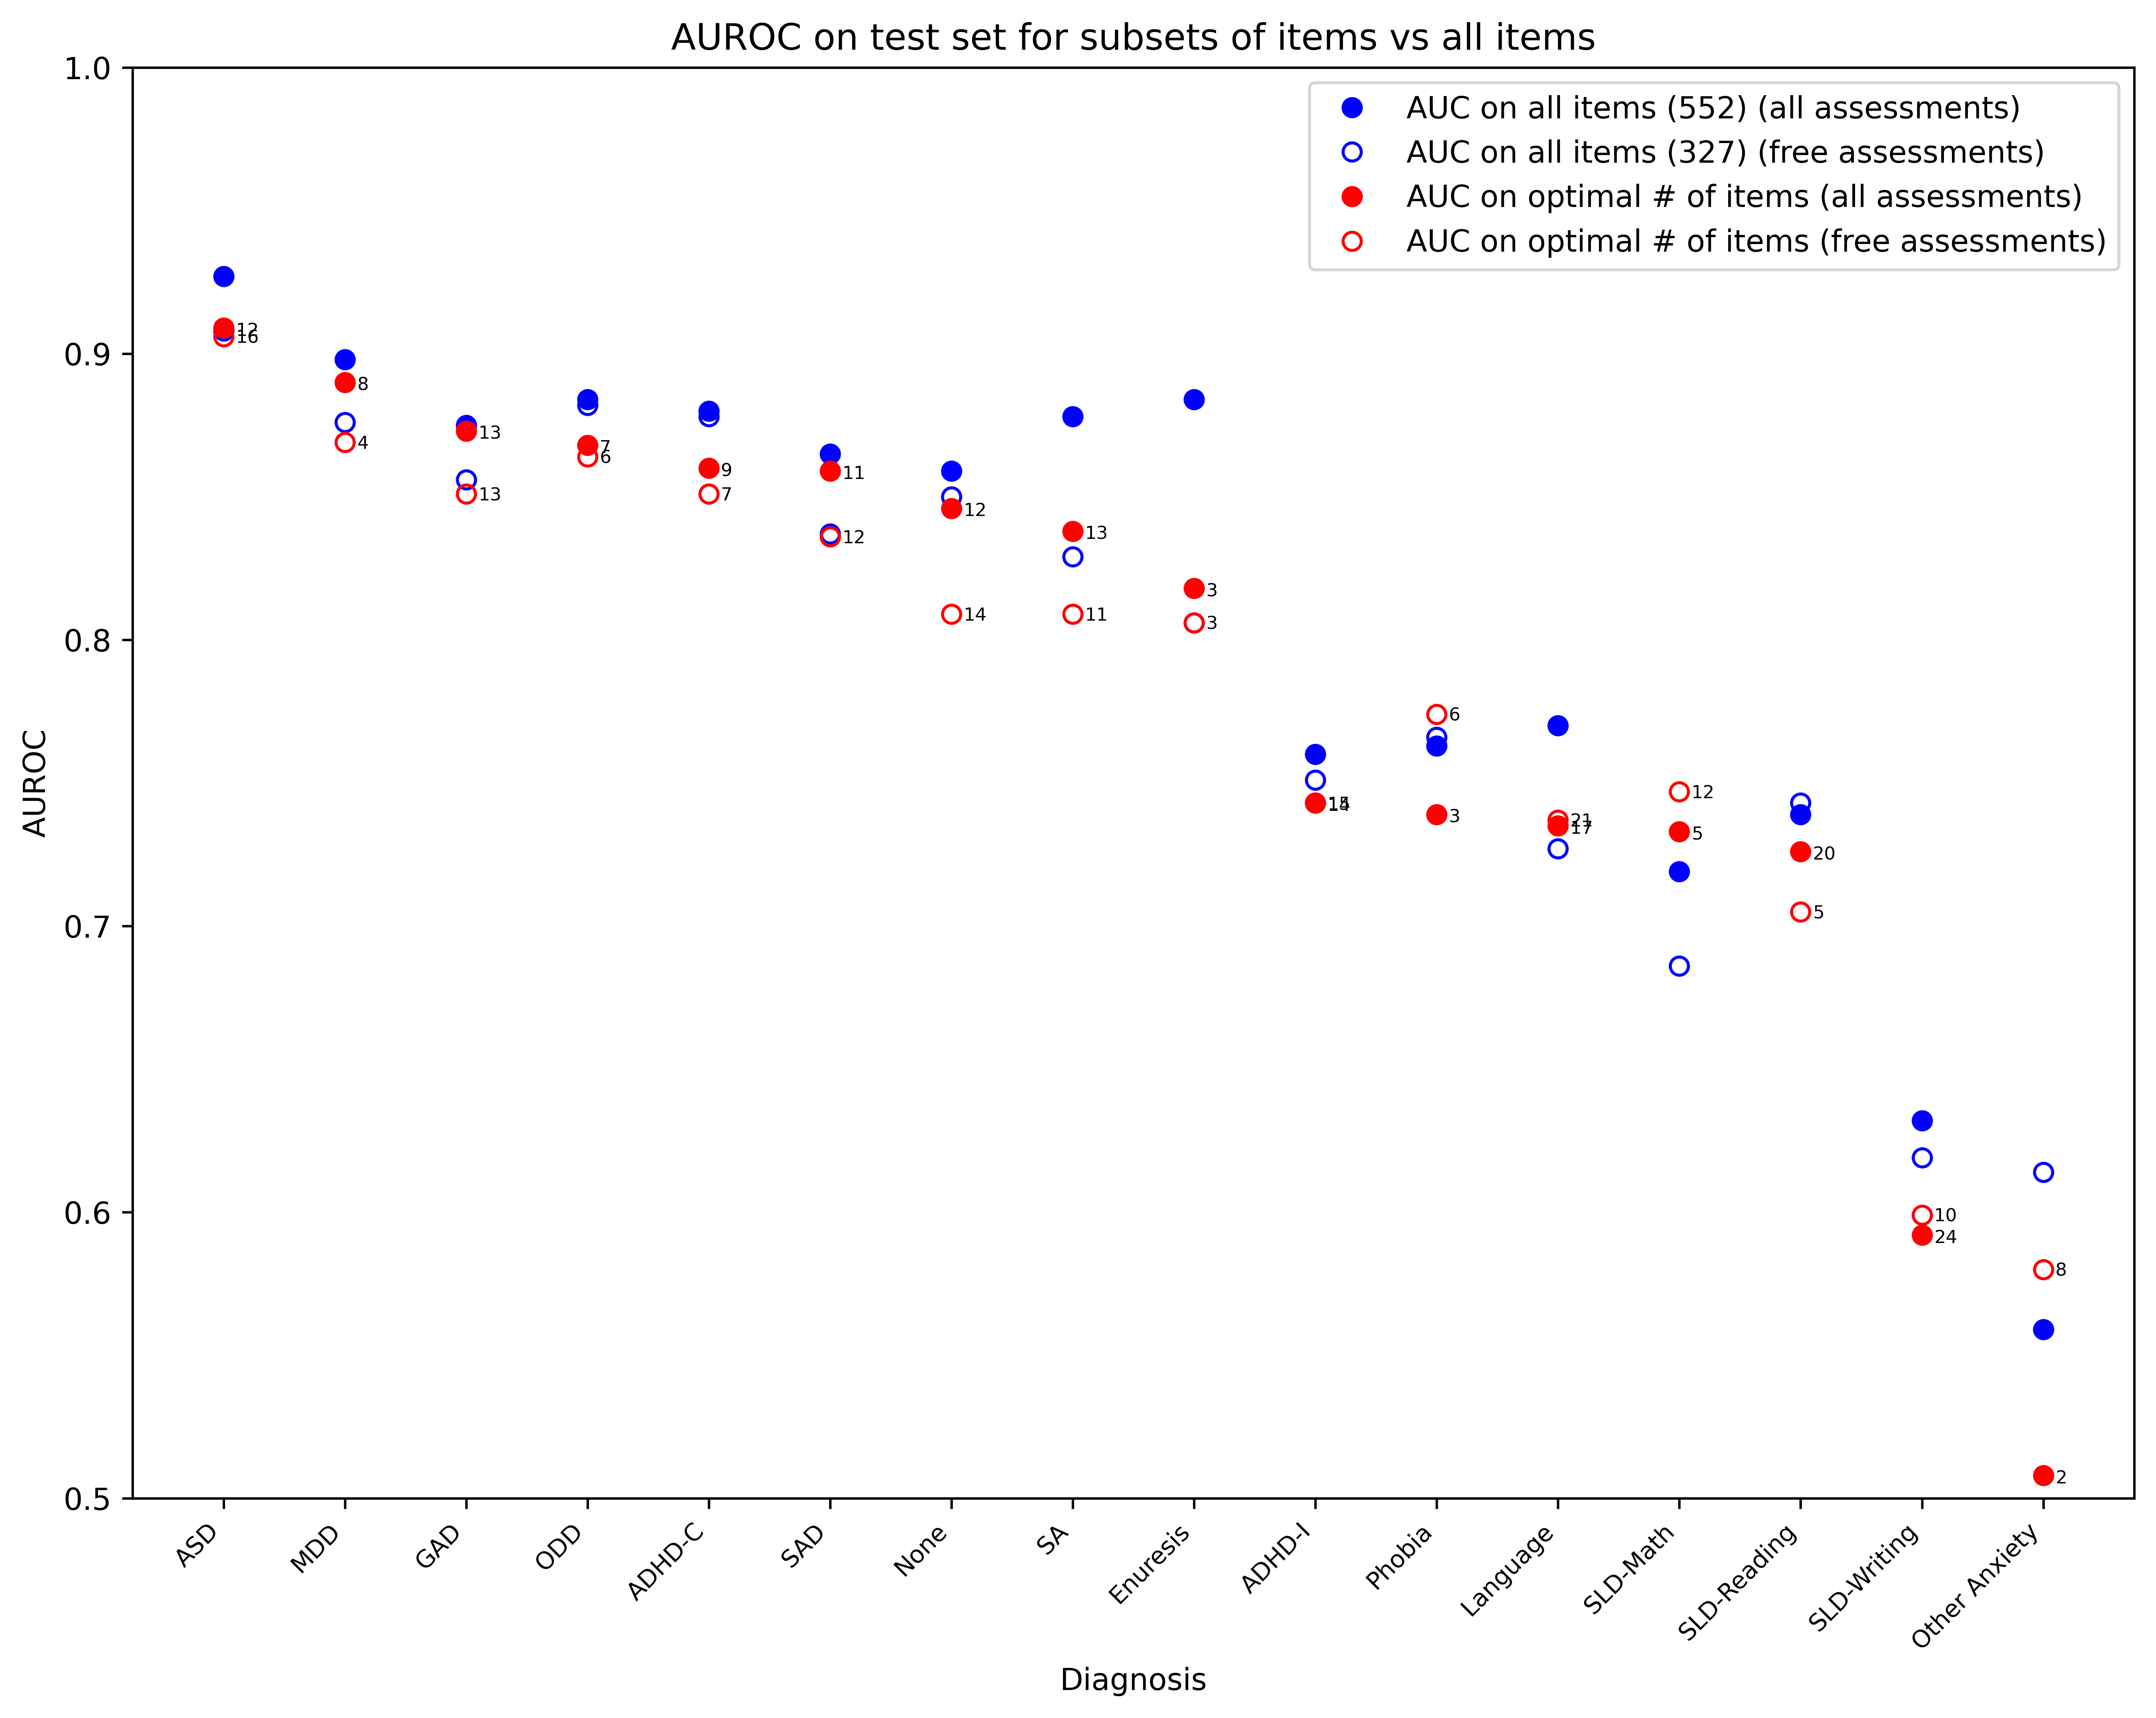 AUROC on test set for subsets of items vs all items
AUC on all items (552) (all assessments)
AUC on all items (327) (free assessments)
AUC on optimal # of items (all assessments)
AUC on optimal # of items (free assessments)
AUROC
1.0
0.9
0.8
0.7
0.6
0.5
12
16
8
4
13
13
7
6
9
7
11
12
12
14
13
11
3
3
6
3
21
17
12
5
20
5
10
24
8
2
ASD
MDD
GAD
ODD
ADHD-C
SAD
None
SA
Enuresis
ADHD-I
Phobia
Language
SLD-Math
SLD-Reading
SLD-Writing
Other Anxiety
Diagnosis